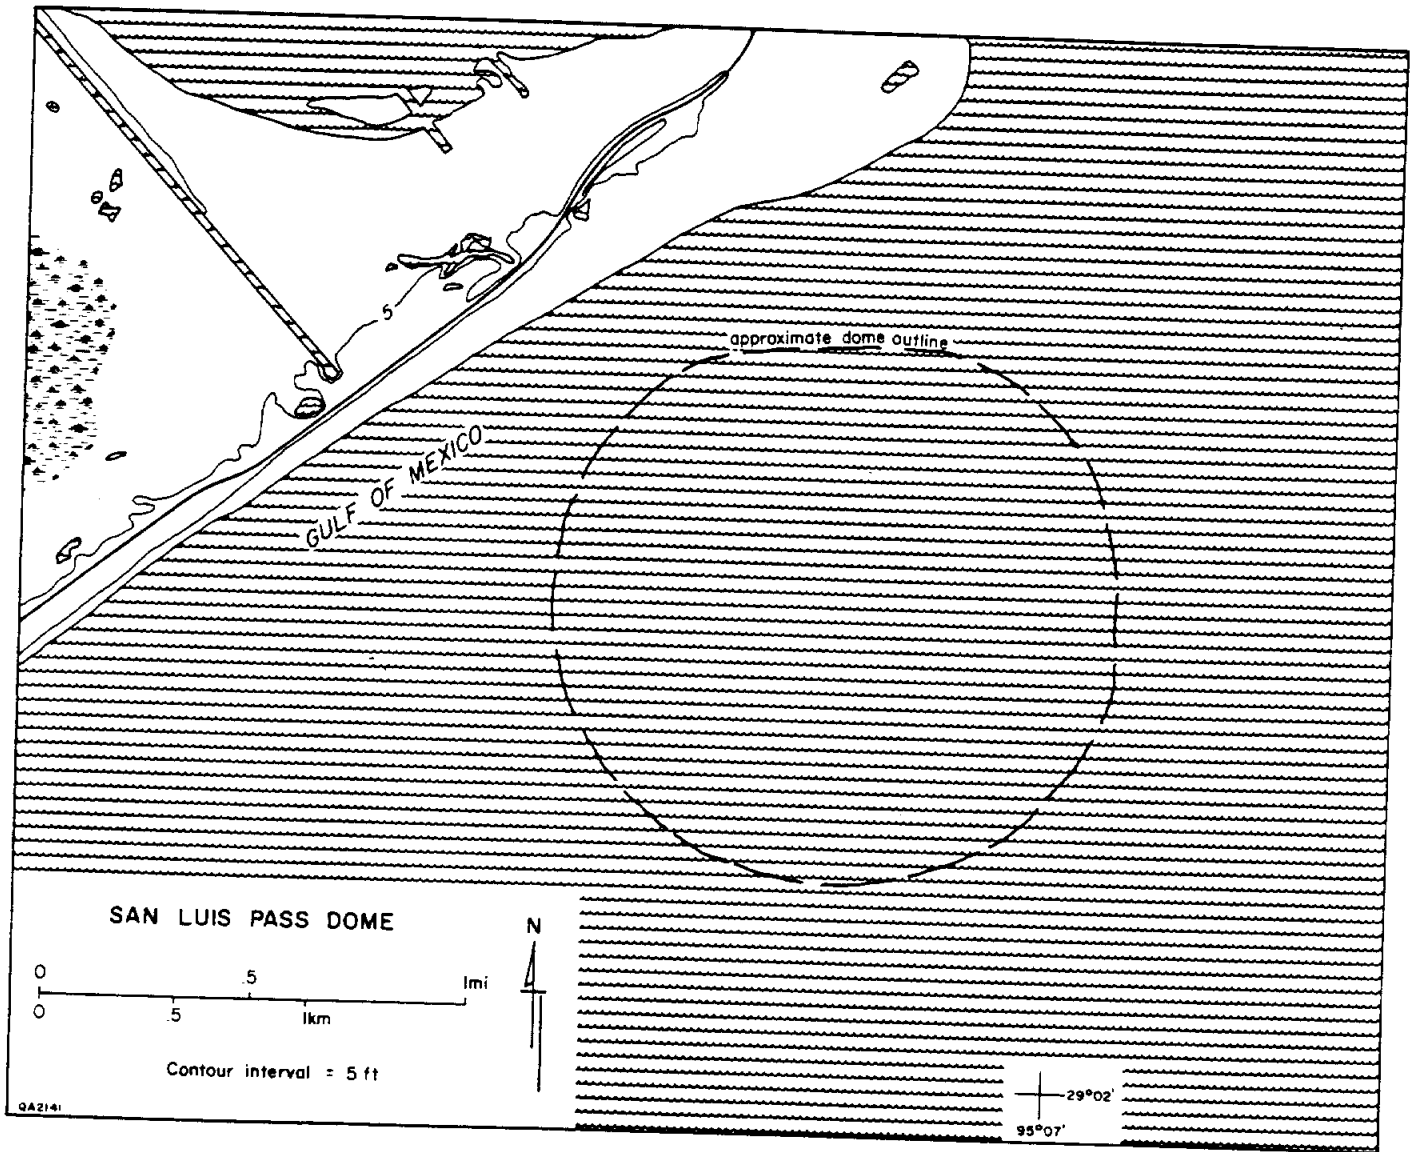 5
approximate dome outline
GULF OF MEXICO
SAN LUIS PASS DOME
N
0 .5 1mi
0 .5 1km
Contour interval = 5 ft
QA2141
29°02'
95°07'